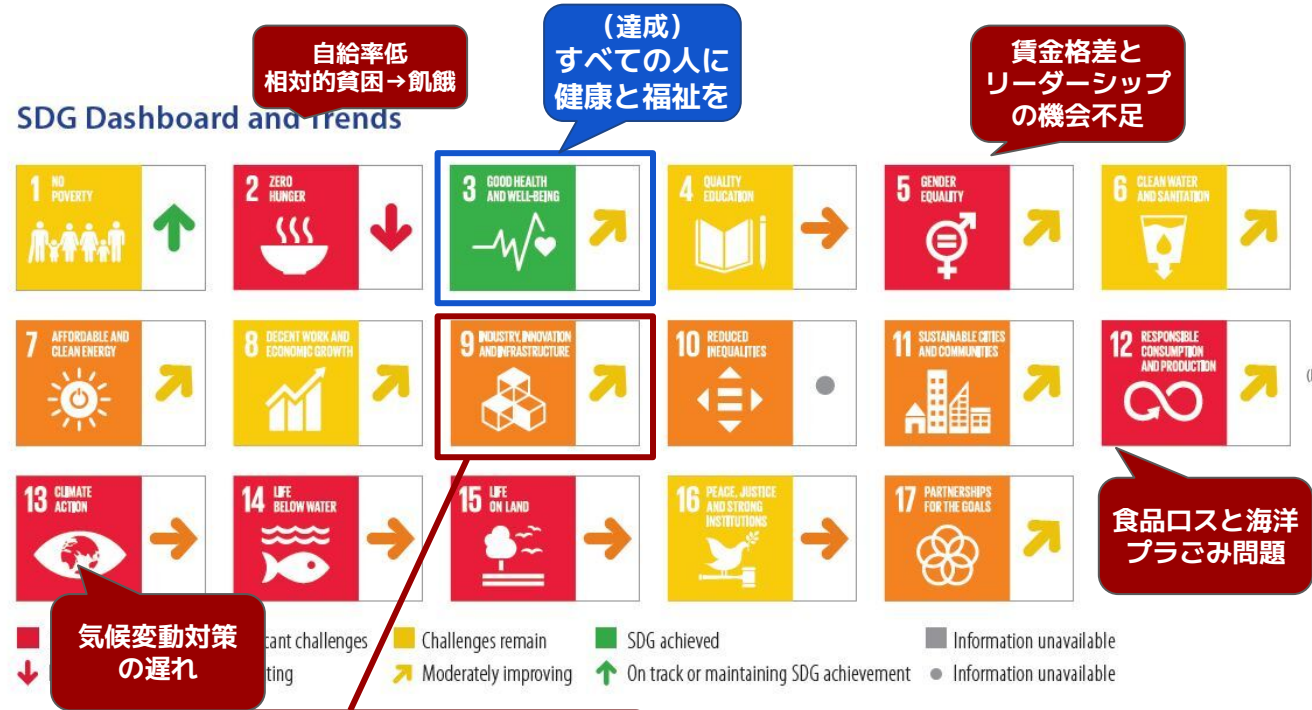 自給率低
相対的貧困→飢餓
(達成)
すべての人に
健康と福祉を
賃金格差と
リーダーシップ
の機会不足
SDG Dashboard and Trends
1 NO
POVERTY
2 ZERO
HUNGER
3 GOOD HEALTH
AND WELL-BEING
4 QUALITY
EDUCATION
5 GENDER
EQUALITY
6 CLEAN WATER
AND SANITATION
7 AFFORDABLE AND
CLEAN ENERGY
8 DECENT WORK AND
ECONOMIC GROWTH
9 INDUSTRY, INNOVATION
AND INFRASTRUCTURE
10 REDUCED
INEQUALITIES
11 SUSTAINABLE CITIES
AND COMMUNITIES
12 RESPONSIBLE
CONSUMPTION
AND PRODUCTION
13 CLIMATE
ACTION
14 LIFE
BELOW WATER
15 LIFE
ON LAND
16 PEACE, JUSTICE
AND STRONG
INSTITUTIONS
17 PARTNERSHIPS
FOR THE GOALS
食品ロスと海洋
プラごみ問題
気候変動対策
の遅れ
challenges
Challenges remain
SDG achieved
Information unavailable
Moderately improving
On track or maintaining SDG achievement
Information unavailable